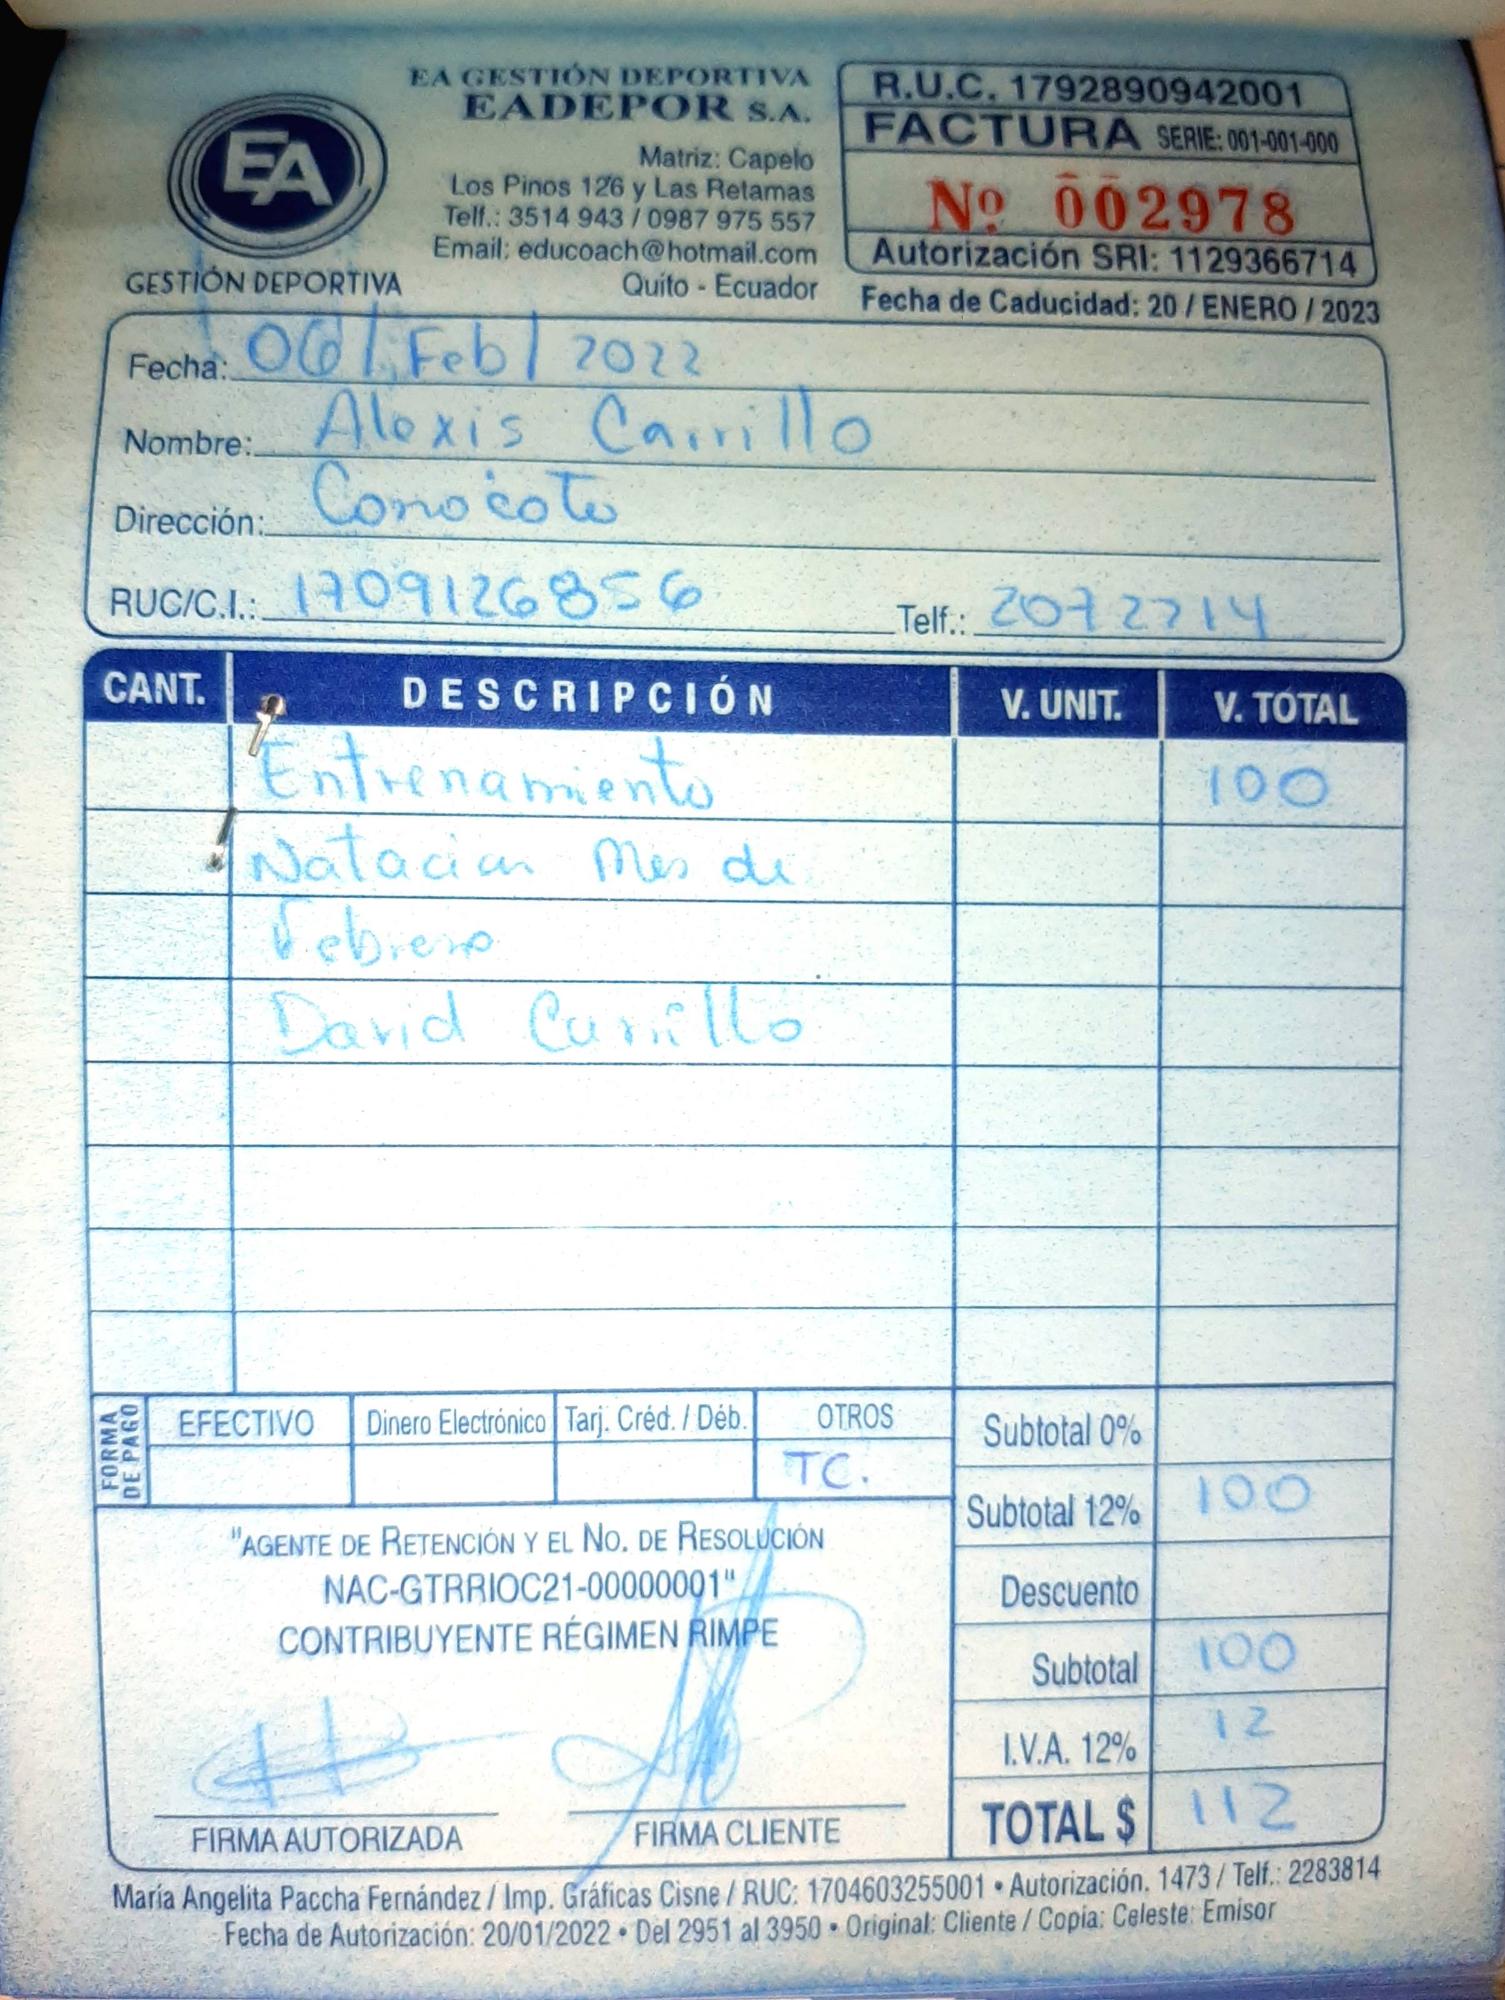 EA GESTIÓN DEPORTIVA
EADEPOR S.A.
EA
GESTIÓN DEPORTIVA
Matriz: Capelo
Los Pinos 126 y Las Retamas
Telf.: 3514 943 / 0987 975 557
Email: educoach@hotmail.com
Quito - Ecuador
R.U.C. 1792890942001
FACTURA SERIE: 001-001-000
Nº 002978
Autorización SRI: 1129366714
Fecha de Caducidad: 20 / ENERO / 2023
Fecha: 06 / Feb / 2022
Nombre: Alexis Carrillo
Dirección: Conocoto
RUC/C.I.: 1709126856 Telf.: 2072214
CANT. DESCRIPCIÓN V. UNIT. V. TOTAL
Entrenamiento 100
Natacion Mes de
Febrero
David Carrillo
FORMA DE PAGO
EFECTIVO Dinero Electrónico Tarj. Créd. / Déb. OTROS
TC.
Subtotal 0%
Subtotal 12% 100
Descuento
Subtotal 100
I.V.A. 12% 12
TOTAL $ 112
"AGENTE DE RETENCIÓN Y EL NO. DE RESOLUCIÓN
NAC-GTRRIOC21-00000001"
CONTRIBUYENTE RÉGIMEN RIMPE
FIRMA AUTORIZADA FIRMA CLIENTE
María Angelita Paccha Fernández / Imp. Gráficas Cisne / RUC: 1704603255001 • Autorización. 1473 / Telf.: 2283814
Fecha de Autorización: 20/01/2022 • Del 2951 al 3950 • Original: Cliente / Copia: Celeste: Emisor